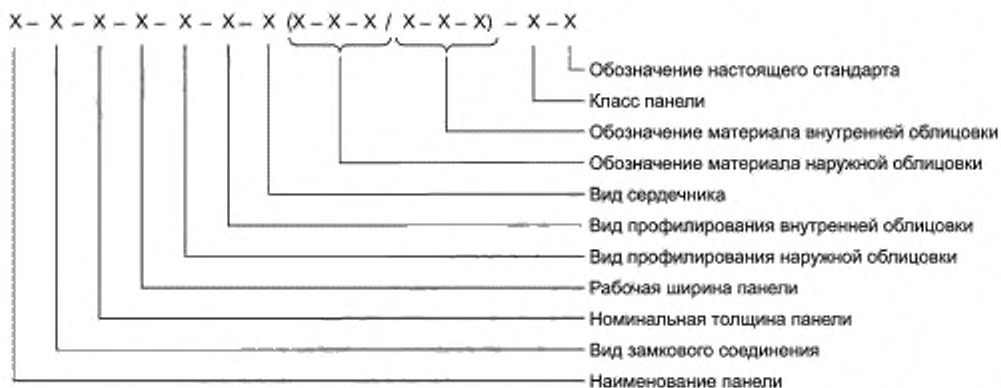 X – X – X – X – X – X – X (X – X – X / X – X – X) – X – X
Обозначение настоящего стандарта
Класс панели
Обозначение материала внутренней облицовки
Обозначение материала наружной облицовки
Вид сердечника
Вид профилирования внутренней облицовки
Вид профилирования наружной облицовки
Рабочая ширина панели
Номинальная толщина панели
Вид замкового соединения
Наименование панели